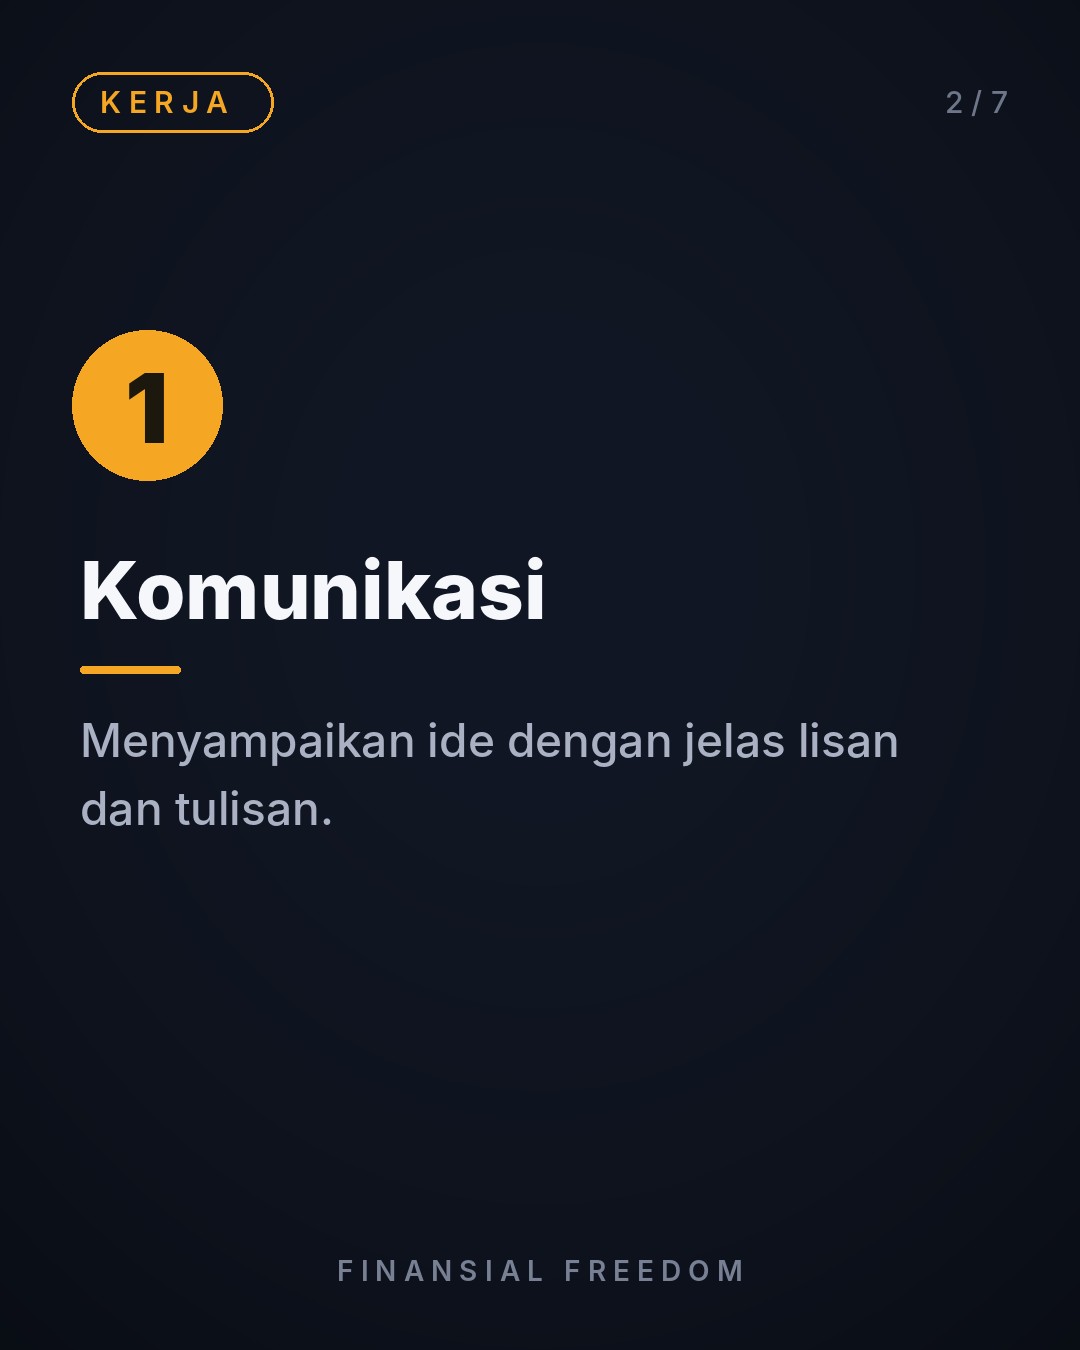 KERJA
2/7
1
Komunikasi
Menyampaikan ide dengan jelas lisan
dan tulisan.
FINANSIAL FREEDOM